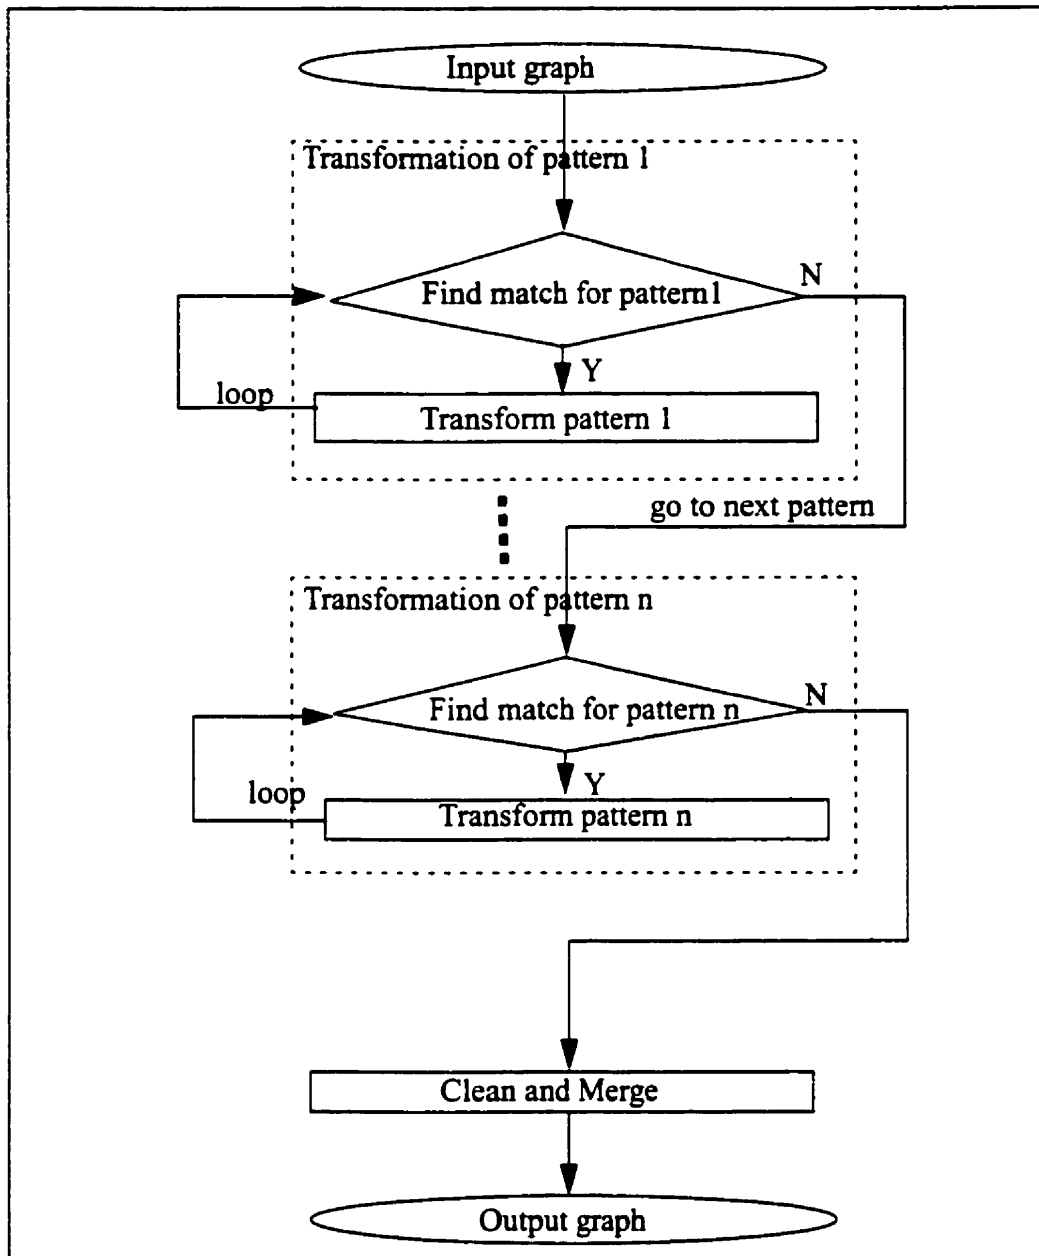 Input graph
Transformation of pattern 1
N
Find match for pattern1
Y
loop
Transform pattern 1
go to next pattern
Transformation of pattern n
N
Find match for pattern n
Y
loop
Transform pattern n
Clean and Merge
Output graph